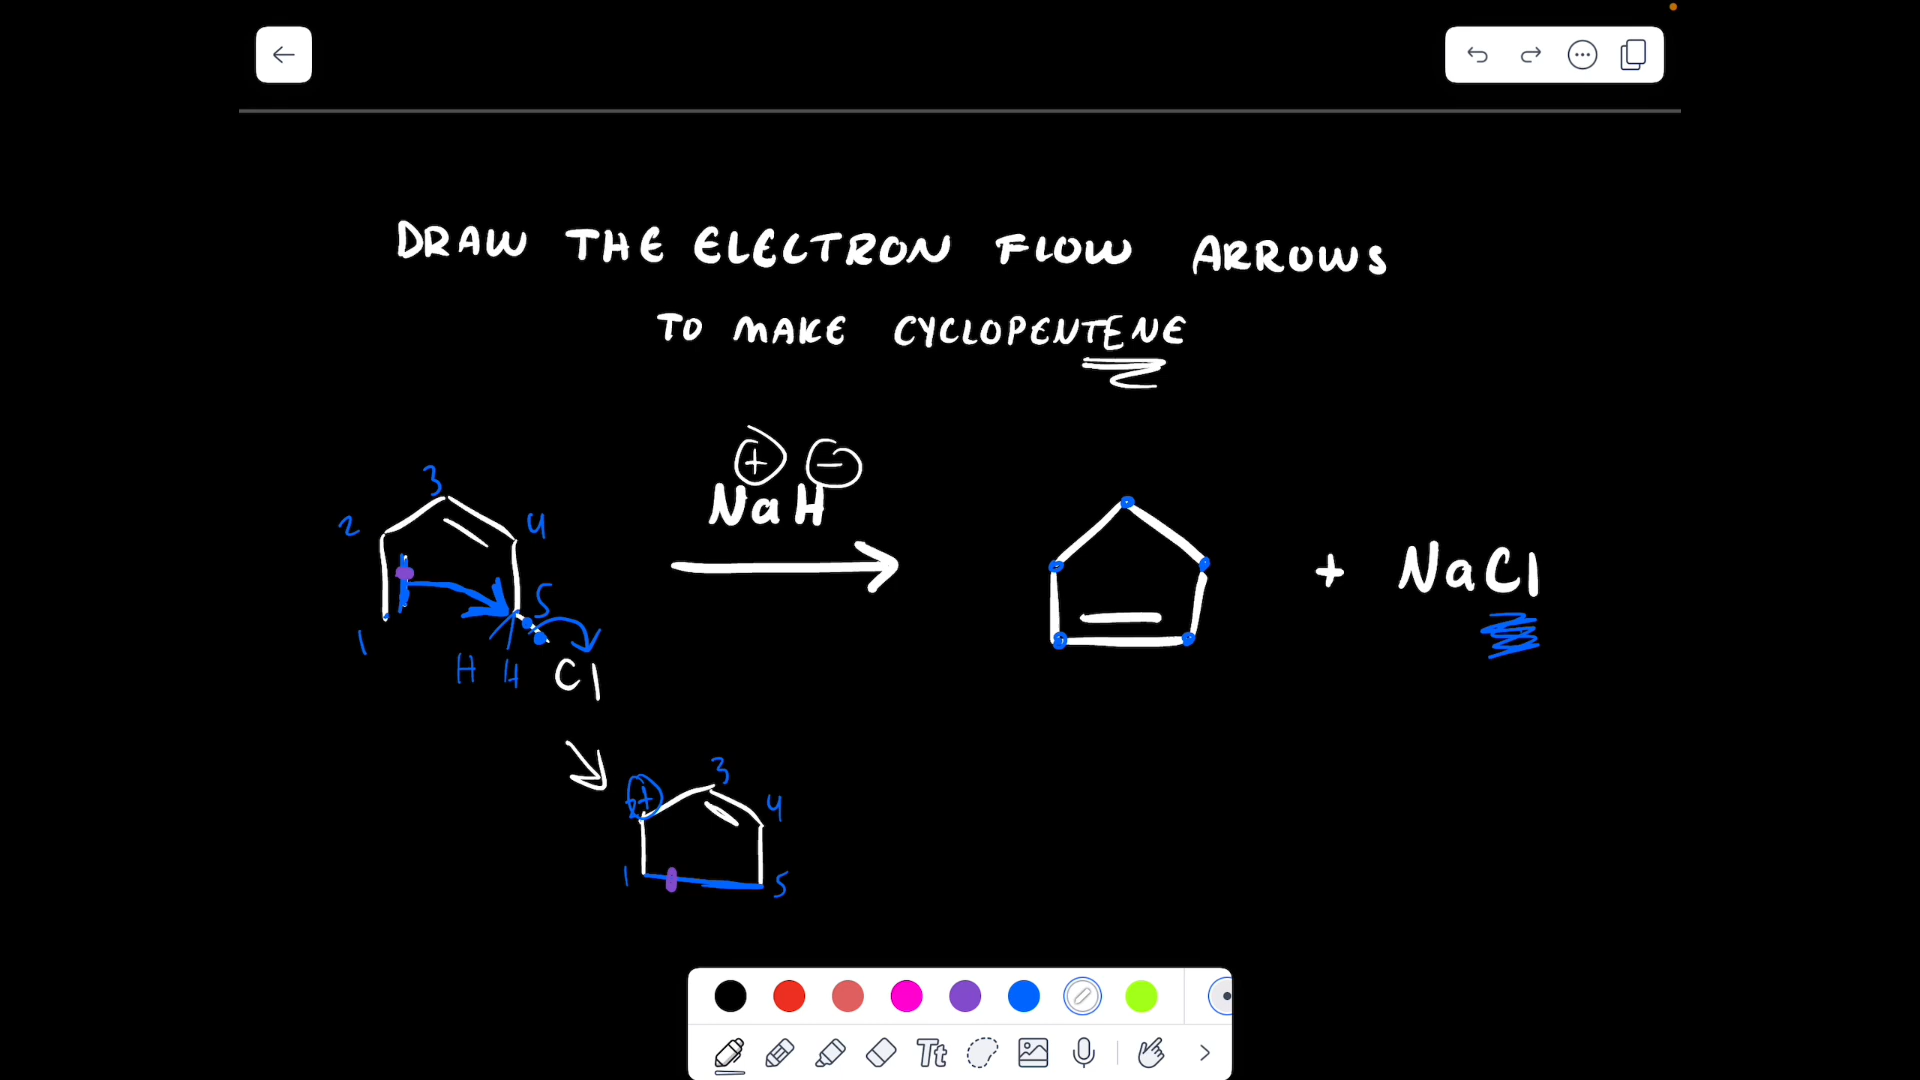 DRAW THE ELECTRON FLOW ARROWS
TO MAKE CYCLOPENTENE
+ −
NaH
3
2
4
5
1
H H Cl
+ NaCl
3
+
4
1
5
Tt